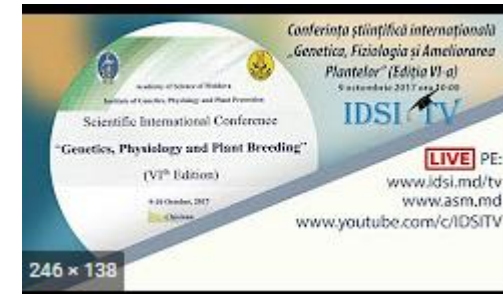 Academy of Science of Moldova
Institute of Genetics, Physiology and Plant Protection
Scientific International Conference
"Genetics, Physiology and Plant Breeding"
(VIth Edition)
9-10 October, 2017
Chisinau
Conferința științifică internațională
„Genetica, Fiziologia și Ameliorarea
Plantelor” (Ediția VI-a)
9 octombrie 2017 ora 10:00
IDSI TV
LIVE PE:
www.idsi.md/tv
www.asm.md
www.youtube.com/c/IDSITV
246 × 138